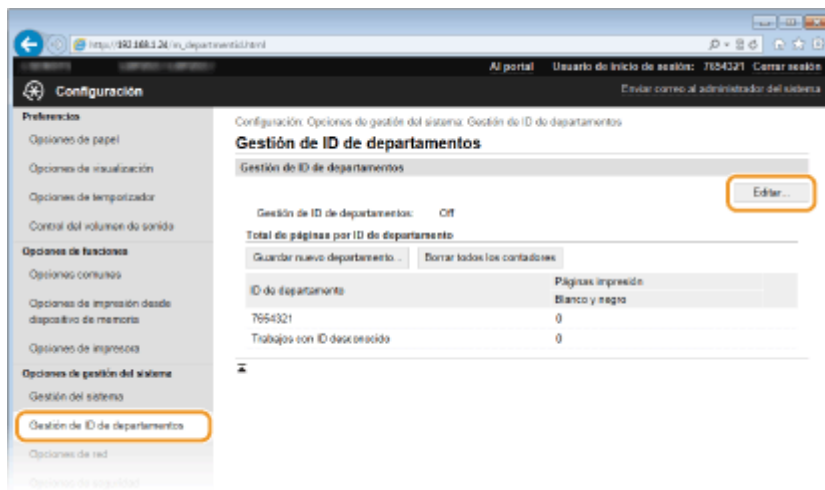 http://192.168.1.24/m_departmentid.html
Al portal Usuario de inicio de sesión: 7654321 Cerrar sesión
Configuración
Enviar correo al administrador del sistema
Preferencias
Opciones de papel
Opciones de visualización
Opciones de temporizador
Control del volumen de sonido
Opciones de funciones
Opciones comunes
Opciones de impresión desde
dispositivo de memoria
Opciones de impresora
Opciones de gestión del sistema
Gestión del sistema
Gestión de ID de departamentos
Opciones de red
Opciones de seguridad
Configuración: Opciones de gestión del sistema: Gestión de ID de departamentos
Gestión de ID de departamentos
Gestión de ID de departamentos
Editar...
Gestión de ID de departamentos: Off
Total de páginas por ID de departamento
Guardar nuevo departamento... Borrar todos los contadores
ID de departamento
Páginas impresión
Blanco y negro
7654321 0
Trabajos con ID desconocido 0